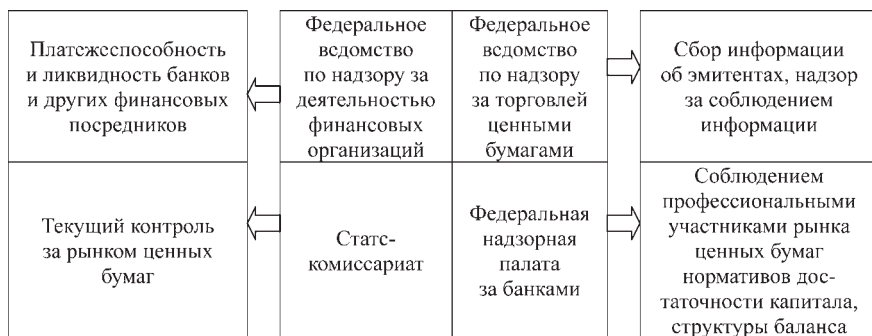 Платежеспособность
и ликвидность банков
и других финансовых
посредников
Федеральное
ведомство
по надзору за
деятельностью
финансовых
организаций
Федеральное
ведомство
по надзору
за торговлей
ценными
бумагами
Сбор информации
об эмитентах, надзор
за соблюдением
информации
Текущий контроль
за рынком ценных
бумаг
Статс-
комиссариат
Федеральная
надзорная
палата
за банками
Соблюдением
профессиональными
участниками рынка
ценных бумаг
нормативов дос-
таточности капитала,
структуры баланса